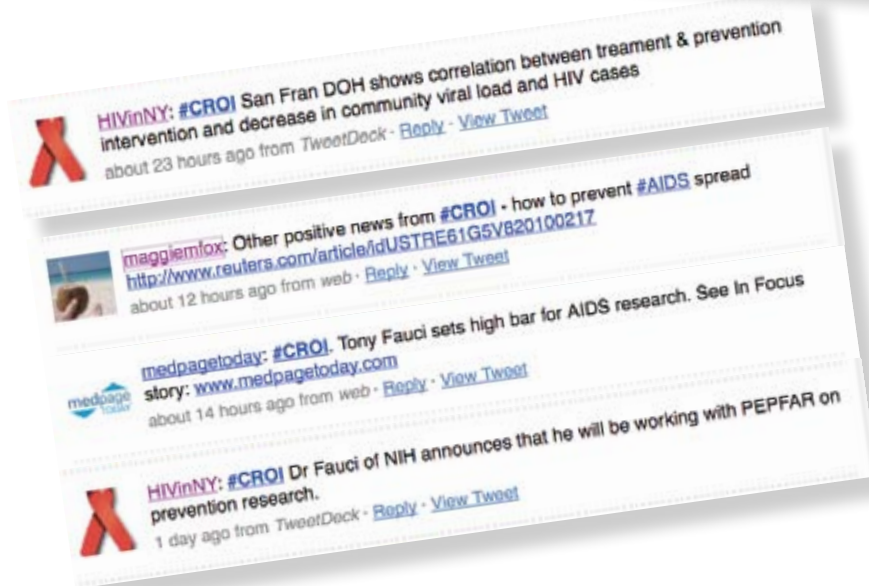 HIVinNY: #CROI San Fran DOH shows correlation between treament & prevention
intervention and decrease in community viral load and HIV cases
about 23 hours ago from TweetDeck · Reply · View Tweet
maggiemfox: Other positive news from #CROI - how to prevent #AIDS spread
http://www.reuters.com/article/idUSTRE61G5V820100217
about 12 hours ago from web · Reply · View Tweet
medpage
TODAY
medpagetoday: #CROI. Tony Fauci sets high bar for AIDS research. See In Focus
story: www.medpagetoday.com
about 14 hours ago from web · Reply · View Tweet
HIVinNY: #CROI Dr Fauci of NIH announces that he will be working with PEPFAR on
prevention research.
1 day ago from TweetDeck · Reply · View Tweet